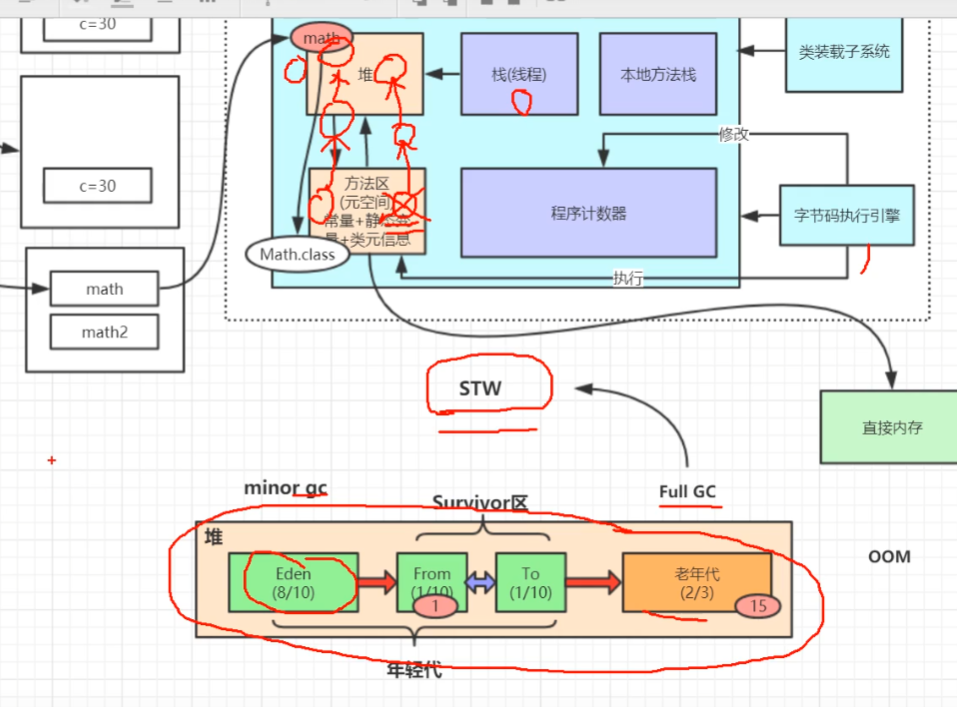 c=30
math
堆
栈(线程)
本地方法栈
类装载子系统
修改
c=30
方法区
(元空间)
常量+静态变
量+类元信息
程序计数器
字节码执行引擎
Math.class
执行
math
math2
STW
直接内存
minor gc
Survivor区
Full GC
堆
OOM
Eden
(8/10)
From
(1/10)
1
To
(1/10)
老年代
(2/3)
15
年轻代